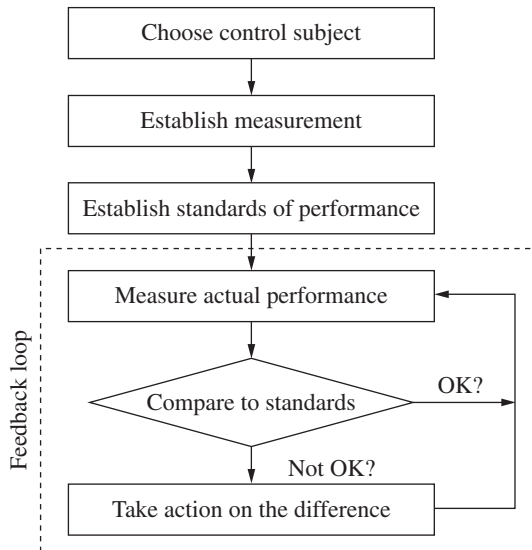 Choose control subject
Establish measurement
Establish standards of performance
Measure actual performance
Feedback loop
Compare to standards
OK?
Not OK?
Take action on the difference